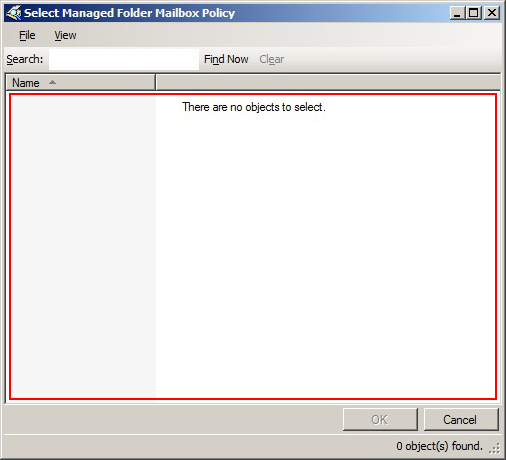 Select Managed Folder Mailbox Policy
File View
Search: Find Now Clear
Name
There are no objects to select.
OK Cancel
0 object(s) found.